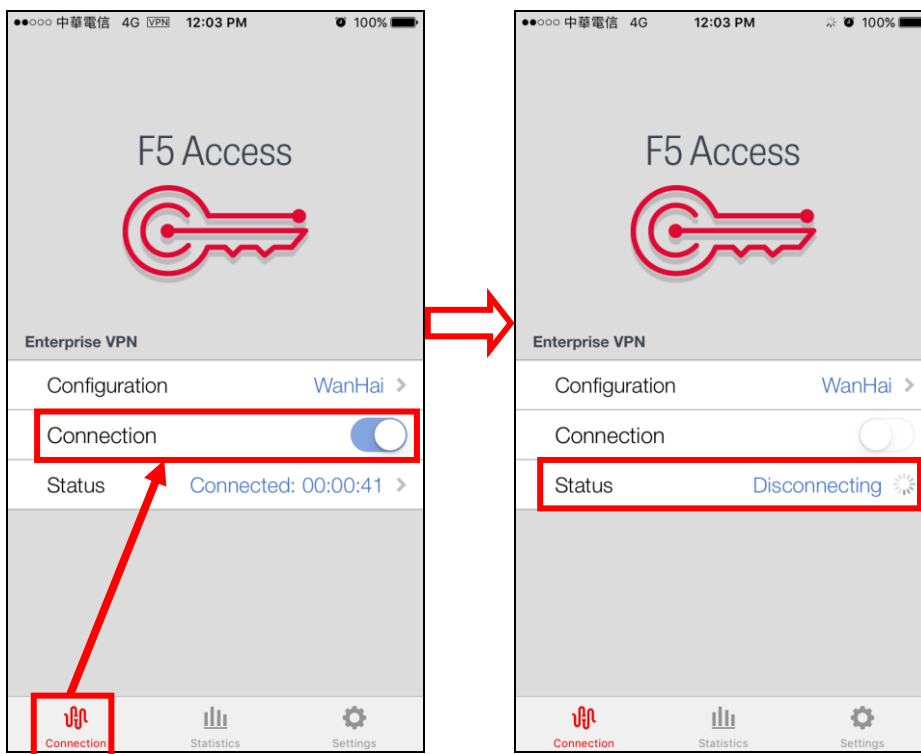 中華電信 4G VPN 12:03 PM 100%
F5 Access
Enterprise VPN
Configuration WanHai
Connection
Status Connected: 00:00:41
Connection Statistics Settings
中華電信 4G 12:03 PM 100%
F5 Access
Enterprise VPN
Configuration WanHai
Connection
Status Disconnecting
Connection Statistics Settings